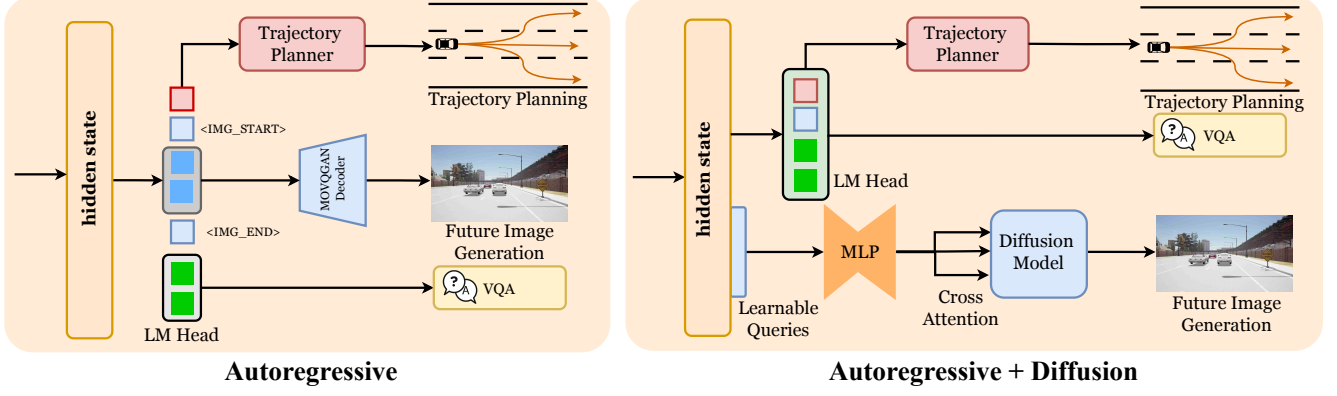 hidden state
Trajectory
Planner
Trajectory Planning
<IMG_START>
MOVQGAN
Decoder
<IMG_END>
Future Image
Generation
? A
VQA
LM Head
Autoregressive
hidden state
Trajectory
Planner
Trajectory Planning
? A
VQA
LM Head
Learnable
Queries
MLP
Cross
Attention
Diffusion
Model
Future Image
Generation
Autoregressive + Diffusion